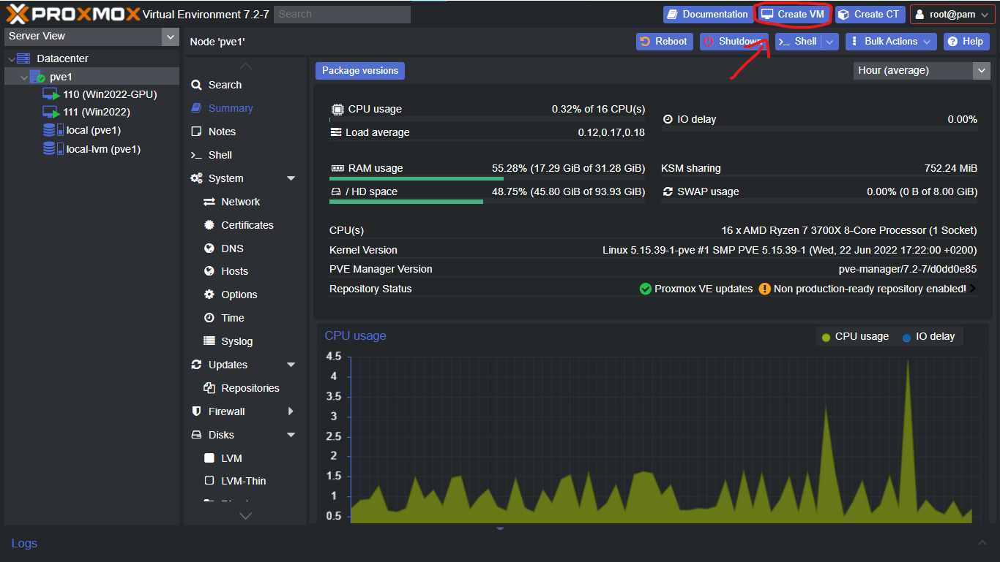 PROXMOX Virtual Environment 7.2-7 Search Documentation Create VM Create CT root@pam
Server View
Datacenter
pve1
110 (Win2022-GPU)
111 (Win2022)
local (pve1)
local-lvm (pve1)
Node 'pve1' Reboot Shutdown Shell Bulk Actions Help
Search
Summary
Notes
Shell
System
Network
Certificates
DNS
Hosts
Options
Time
Syslog
Updates
Repositories
Firewall
Disks
LVM
LVM-Thin
Package versions Hour (average)
CPU usage 0.32% of 16 CPU(s)
IO delay 0.00%
Load average 0.12,0.17,0.18
RAM usage 55.28% (17.29 GiB of 31.28 GiB) KSM sharing 752.24 MiB
/ HD space 48.75% (45.80 GiB of 93.93 GiB) SWAP usage 0.00% (0 B of 8.00 GiB)
CPU(s) 16 x AMD Ryzen 7 3700X 8-Core Processor (1 Socket)
Kernel Version Linux 5.15.39-1-pve #1 SMP PVE 5.15.39-1 (Wed, 22 Jun 2022 17:22:00 +0200)
PVE Manager Version pve-manager/7.2-7/d0dd0e85
Repository Status Proxmox VE updates Non production-ready repository enabled!
CPU usage CPU usage IO delay
4.5
4
3.5
3
2.5
2
1.5
1
0.5
Logs